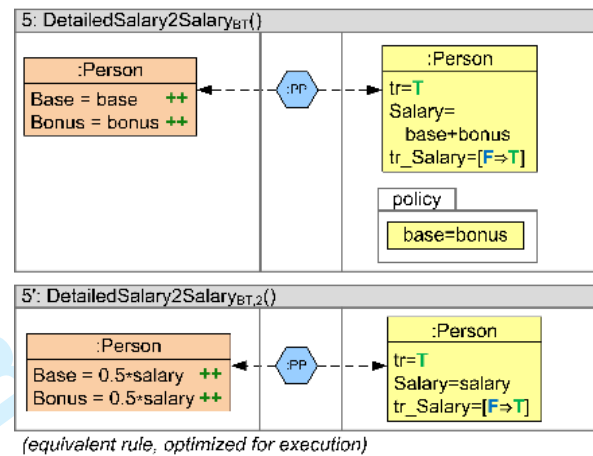 5: DetailedSalary2SalaryBT()
:Person
Base = base ++
Bonus = bonus ++
:PP
:Person
tr=T
Salary=
base+bonus
tr_Salary=[F⇒T]
policy
base=bonus
5': DetailedSalary2SalaryBT,2()
:Person
Base = 0.5*salary ++
Bonus = 0.5*salary ++
:PP
:Person
tr=T
Salary=salary
tr_Salary=[F⇒T]
(equivalent rule, optimized for execution)